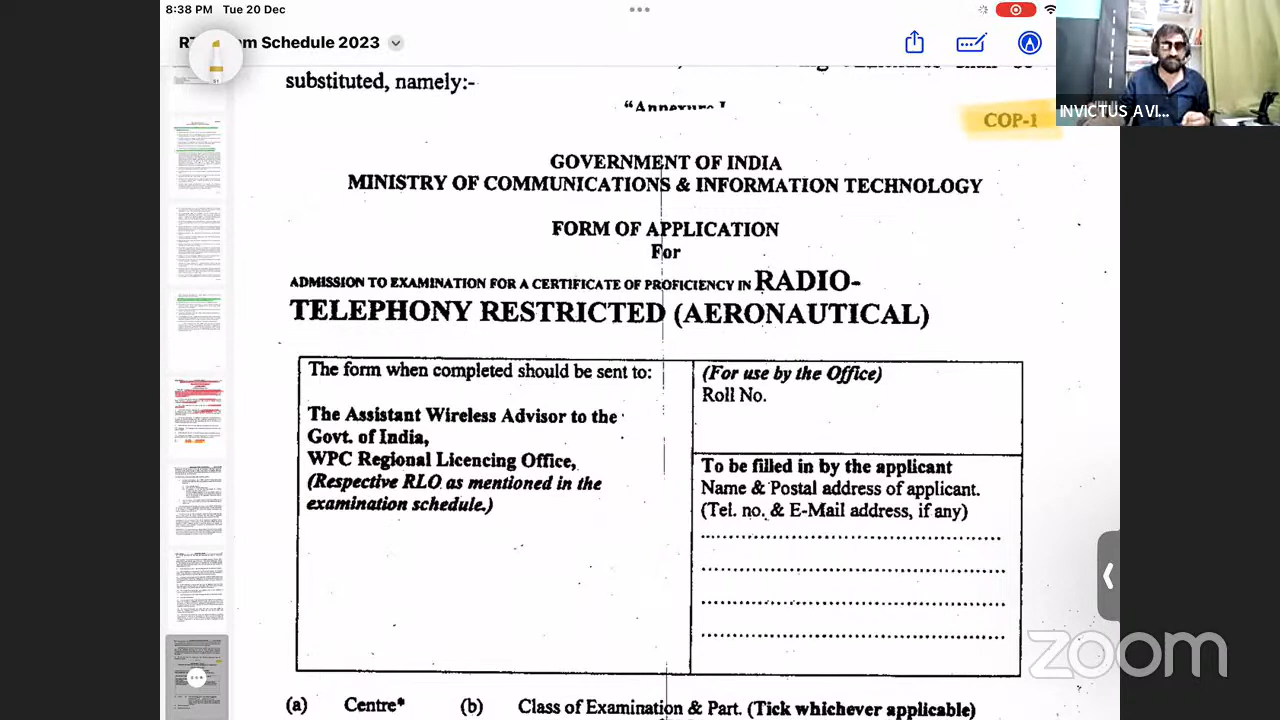 8:38 PM Tue 20 Dec
Schedule 2023
substituted, namely:-
"Annexure I
COP-1
INVICTUS AVI...
GOVERNMENT OF INDIA
MINISTRY OF COMMUNICATIONS & INFORMATION TECHNOLOGY
FORM OF APPLICATION
For
ADMISSION TO EXAMINATION FOR A CERTIFICATE OF PROFICIENCY IN RADIO-
TELEPHONY RESTRICTED (AERONAUTICAL)
The form when completed should be sent to:
The Assistant Wireless Advisor to the
Govt. of India,
WPC Regional Licencing Office,
(Respective RLO as mentioned in the
examination schedule.)
(For use by the Office)
Roll No.
To be filled in by the applicant
Name & Postal address of applicant.
(Tel. no. & E-Mail address, if any)
(a) Centre* (b) Class of Examination & Part. (Tick whichever applicable)
zoom